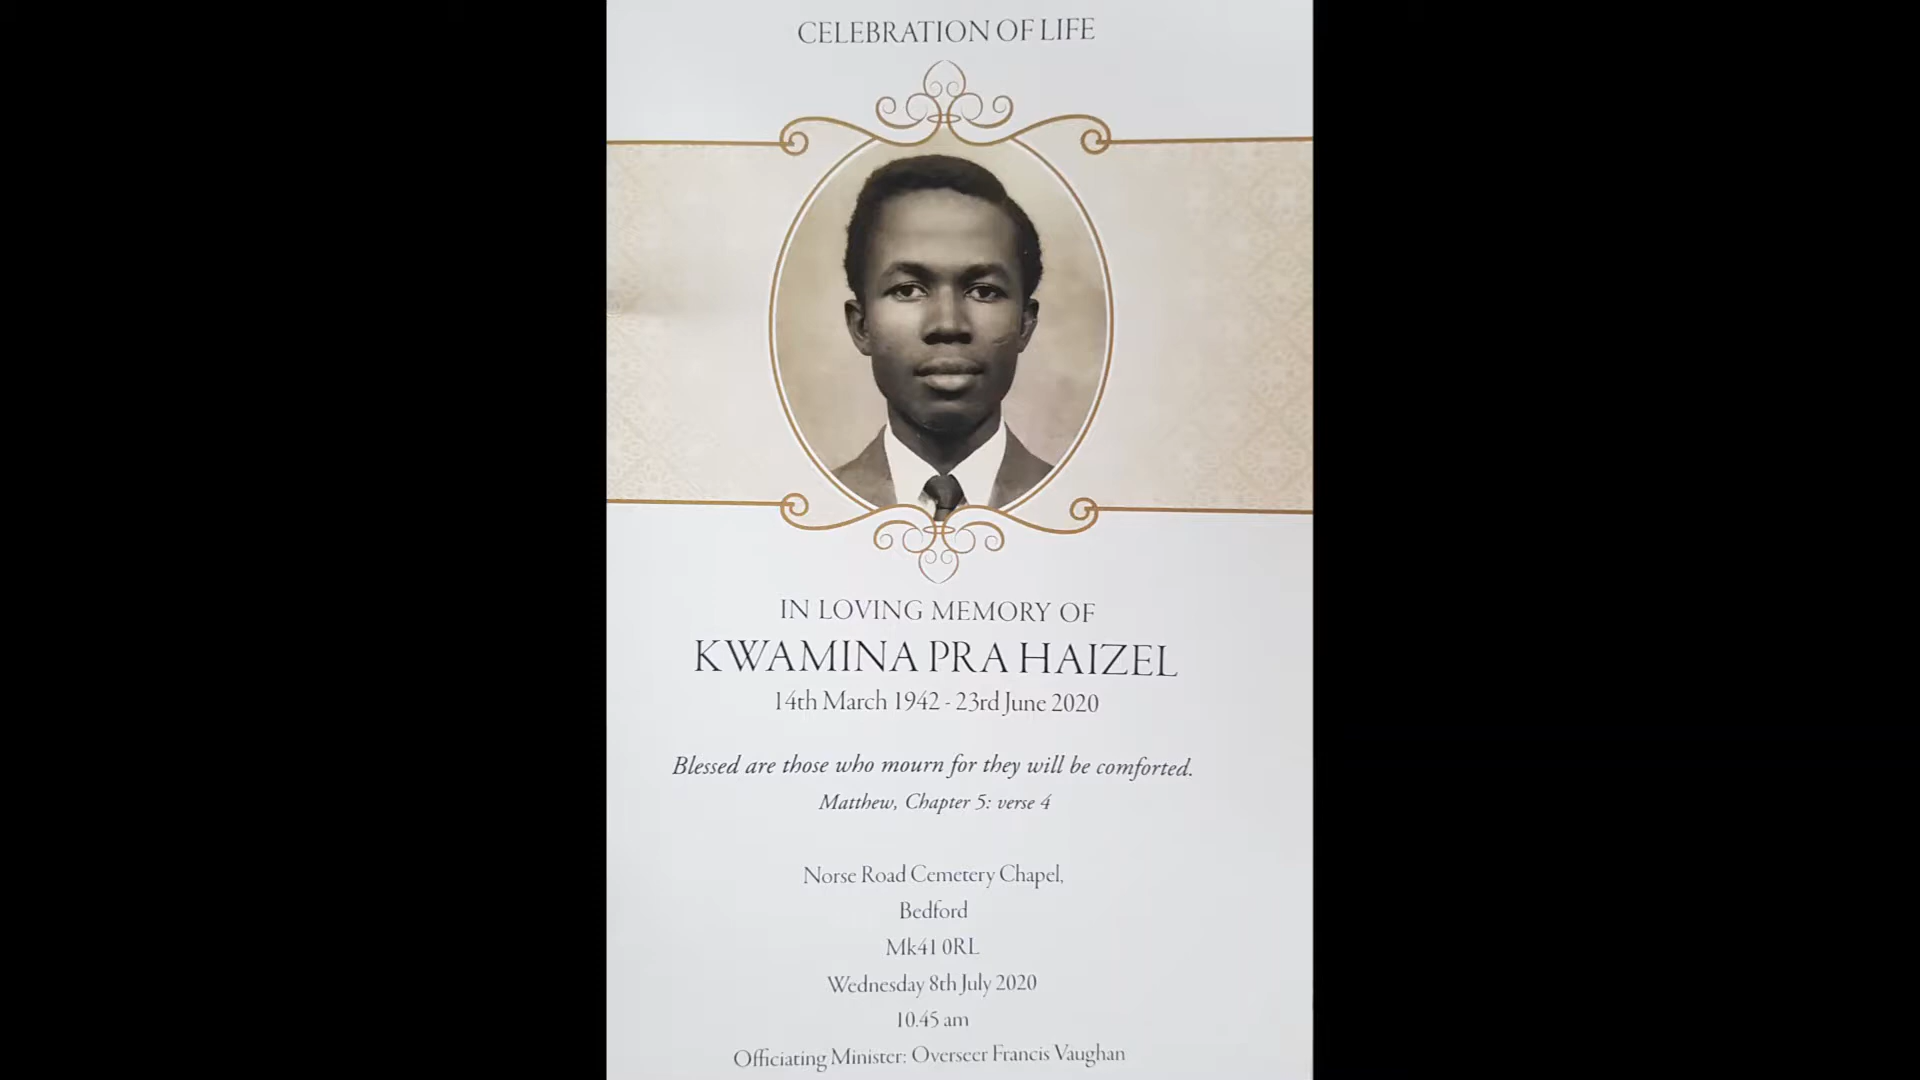 CELEBRATION OF LIFE
IN LOVING MEMORY OF
KWAMINA PRA HAIZEL
14th March 1942 - 23rd June 2020
Blessed are those who mourn for they will be comforted.
Matthew, Chapter 5: verse 4
Norse Road Cemetery Chapel,
Bedford
Mk41 0RL
Wednesday 8th July 2020
10.45 am
Officiating Minister: Overseer Francis Vaughan